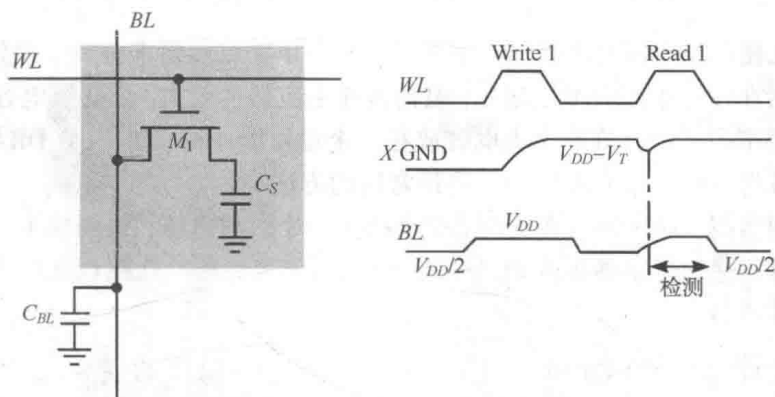 BL
WL
M1
CS
CBL
Write 1
Read 1
WL
X GND
VDD−VT
BL
VDD
VDD/2
VDD/2
检测